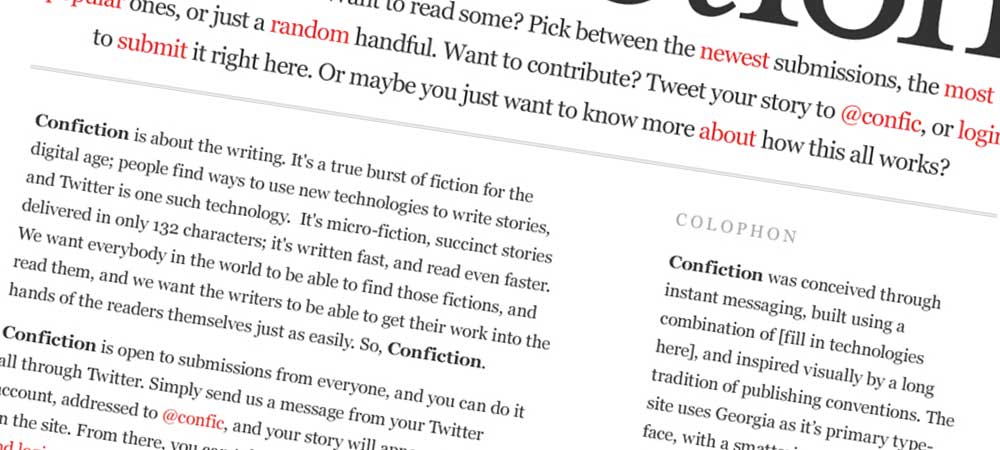 popular ones, or just a random handful. Want to contribute? Tweet your story to @confic, or login
to read some? Pick between the newest submissions, the most
to submit it right here. Or maybe you just want to know more about how this all works?
Confiction is about the writing. It's a true burst of fiction for the
digital age; people find ways to use new technologies to write stories,
and Twitter is one such technology. It's micro-fiction, succinct stories
delivered in only 132 characters; it's written fast, and read even faster.
We want everybody in the world to be able to find those fictions, and
read them, and we want the writers to be able to get their work into the
hands of the readers themselves just as easily. So, Confiction.
Confiction is open to submissions from everyone, and you can do it
all through Twitter. Simply send us a message from your Twitter
account, addressed to @confic, and your story will
the site. From there, you
COLOPHON
Confiction was conceived through
instant messaging, built using a
combination of [fill in technologies
here], and inspired visually by a long
tradition of publishing conventions. The
site uses Georgia as it's primary type-
face, with a